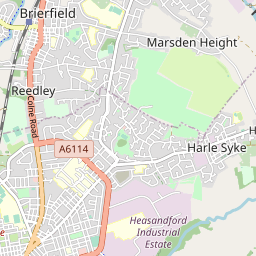 Brierfield
Marsden Height
Reedley
Colne Road
A6114
Harle Syke
Heasandford
Industrial
Estate